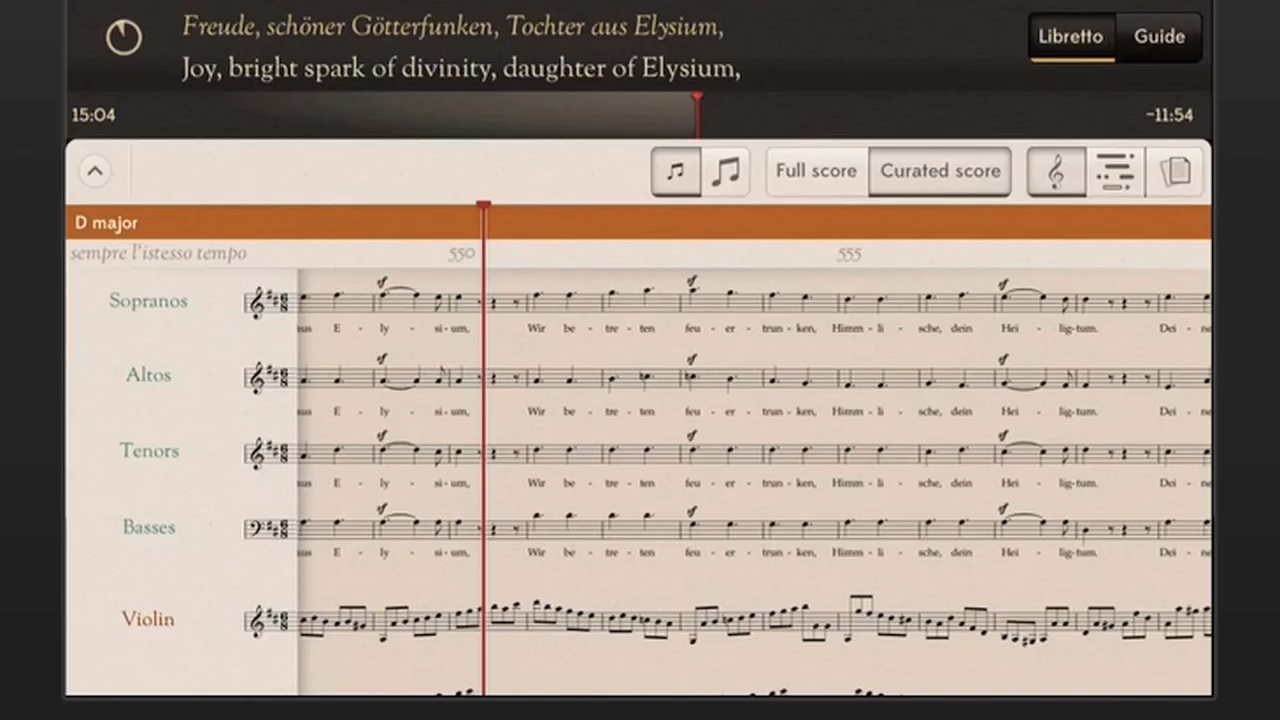 Freude, schöner Götterfunken, Tochter aus Elysium,
Joy, bright spark of divinity, daughter of Elysium,
Libretto Guide
15:04 -11:54
Full score Curated score
D major
sempre l'istesso tempo 550 555
Sopranos
E - ly - si - um, Wir be - tre - ten feu - er - trun - ken, Himm - li - sche, dein Hei - lig - tum. Dei - ne
Altos
E - ly - si - um, Wir be - tre - ten feu - er - trun - ken, Himm - li - sche, dein Hei - lig - tum. Dei - ne
Tenors
E - ly - si - um, Wir be - tre - ten feu - er - trun - ken, Himm - li - sche, dein Hei - lig - tum. Dei - ne
Basses
E - ly - si - um, Wir be - tre - ten feu - er - trun - ken, Himm - li - sche, dein Hei - lig - tum. Dei - ne
Violin